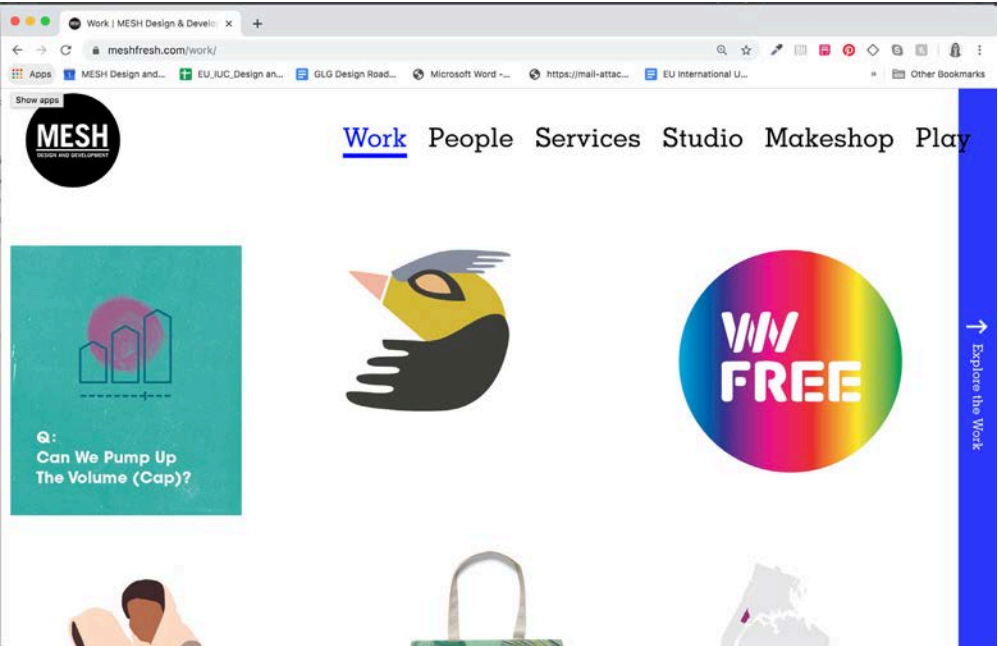 Work | MESH Design & Develo
meshfresh.com/work/
Apps
MESH Design and...
EU_IUC_Design an...
GLG Design Road...
Microsoft Word -...
https://mail-attac...
EU International U...
»
Other Bookmarks
Show apps
MESH
DESIGN AND DEVELOPMENT
Work People Services Studio Makeshop Play
Q:
Can We Pump Up
The Volume (Cap)?
WV
FREE
Explore the Work